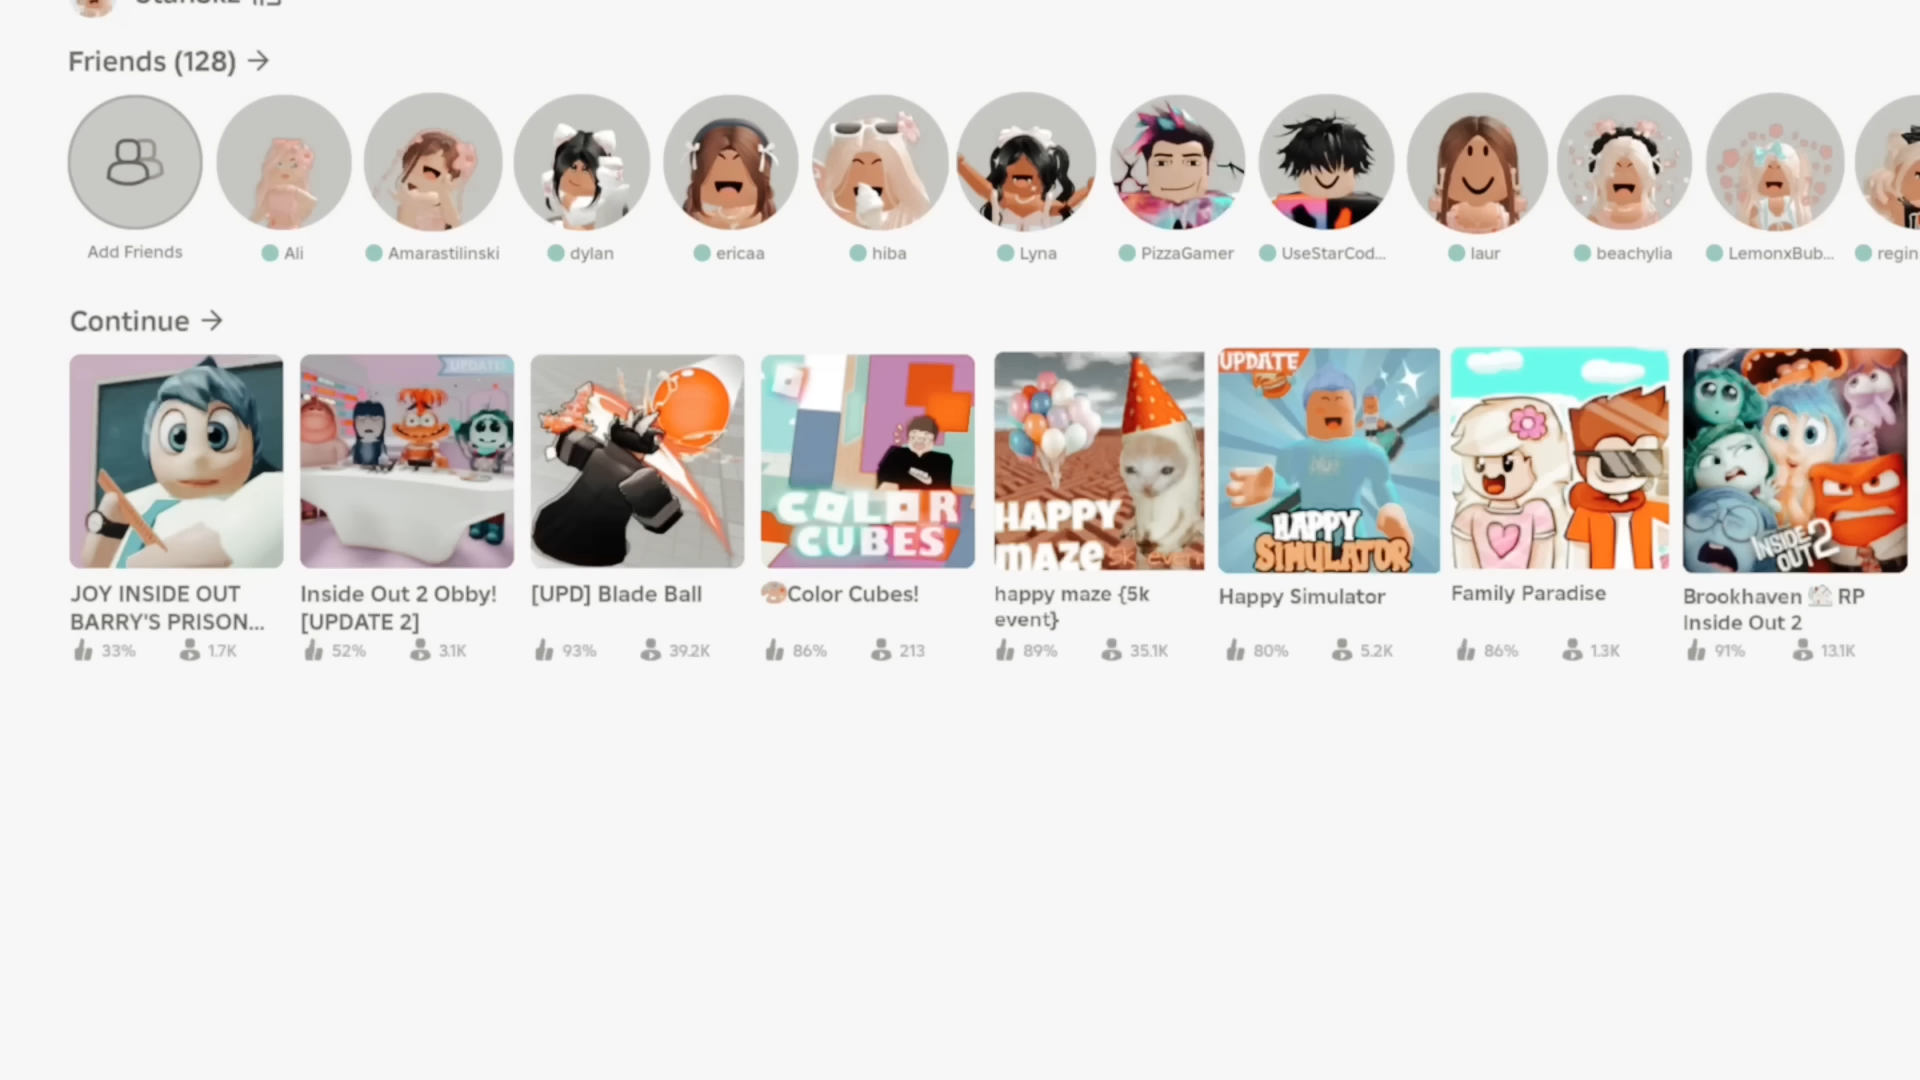 Friends (128)
Add Friends
Ali
Amarastilinski
dylan
ericaa
hiba
Lyna
PizzaGamer
UseStarCod...
laur
beachylia
LemonxBub...
regin
Continue
UPDATE!
COLOR
CUBES
HAPPY
MAZE 5k event
UPDATE
HAPPY
SIMULATOR
INSIDE
OUT 2
JOY INSIDE OUT
BARRY'S PRISON...
33% 1.7K
Inside Out 2 Obby!
[UPDATE 2]
52% 3.1K
[UPD] Blade Ball
93% 39.2K
🎨Color Cubes!
86% 213
happy maze {5k
event}
89% 35.1K
Happy Simulator
80% 5.2K
Family Paradise
86% 1.3K
Brookhaven 🏡 RP
Inside Out 2
91% 13.1K